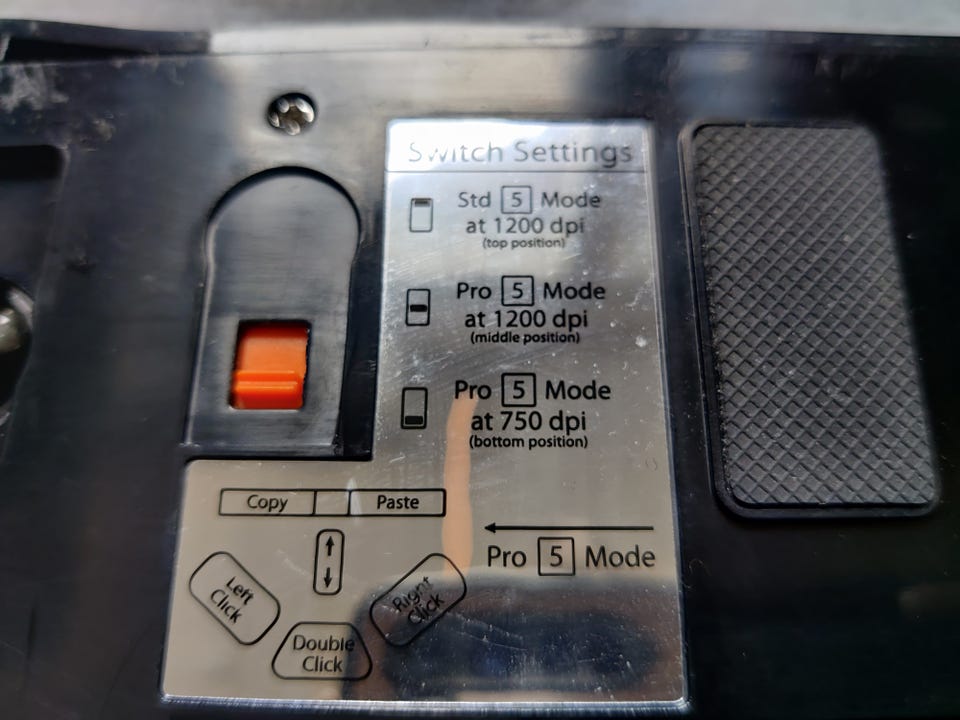 Switch Settings
Std 5 Mode
at 1200 dpi
(top position)
Pro 5 Mode
at 1200 dpi
(middle position)
Pro 5 Mode
at 750 dpi
(bottom position)
Copy Paste
Pro 5 Mode
Left
Click
Right
Click
Double
Click